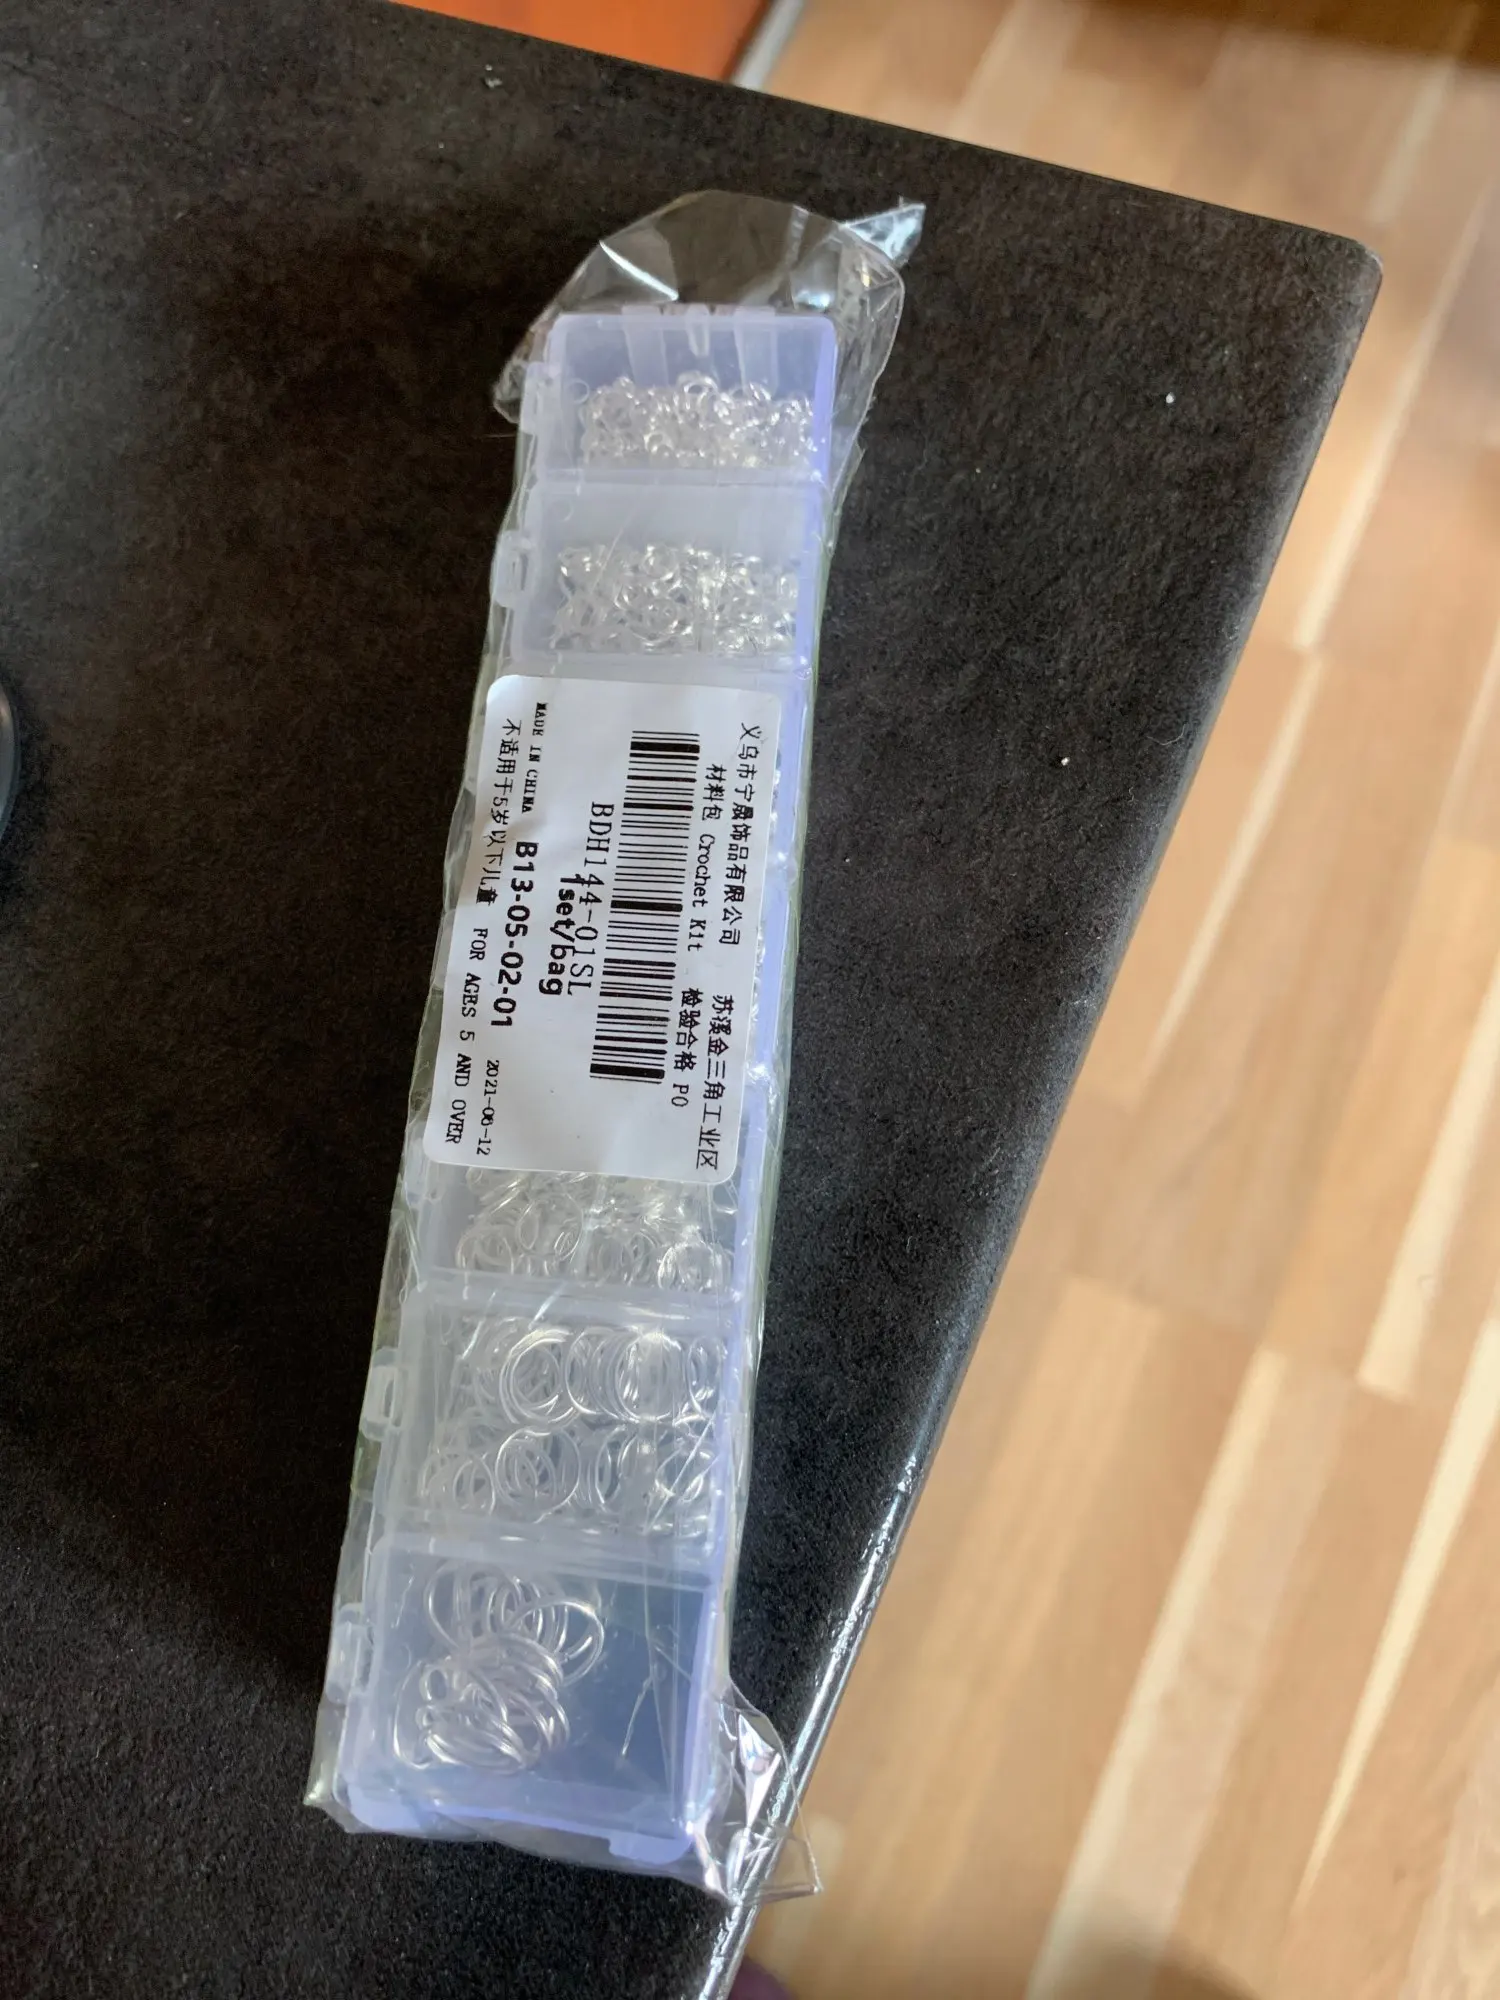 义乌市宁晟饰品有限公司 苏溪金三角工业区
材料包 Crochet Kit 检验合格 PO
BDH144-01SL
1set/bag
MADE IN CHINA B13-05-02-01 2021-06-12
不适用于5岁以下儿童 FOR AGES 5 AND OVER